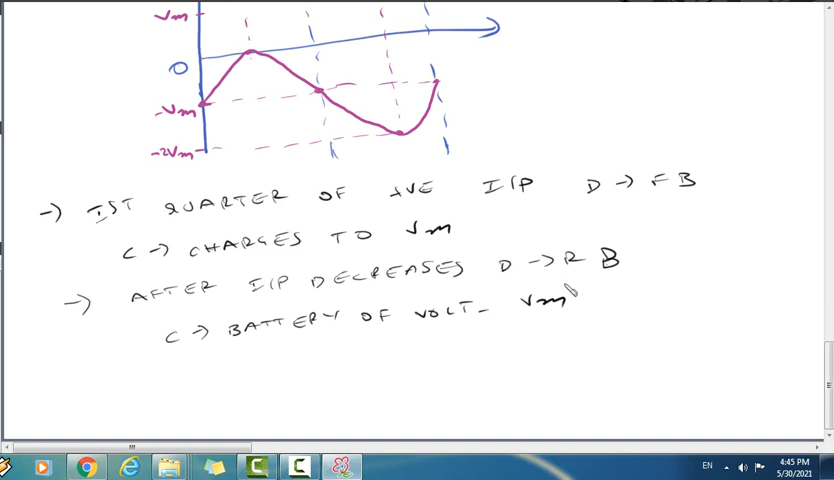 Vm
0
-Vm
-2Vm
→ IST QUARTER OF +VE I/P D → FB
C → CHARGES TO Vm
→ AFTER I/P DECREASES D → RB
C → BATTERY OF VOLT- Vm
EN
4:45 PM
5/30/2021